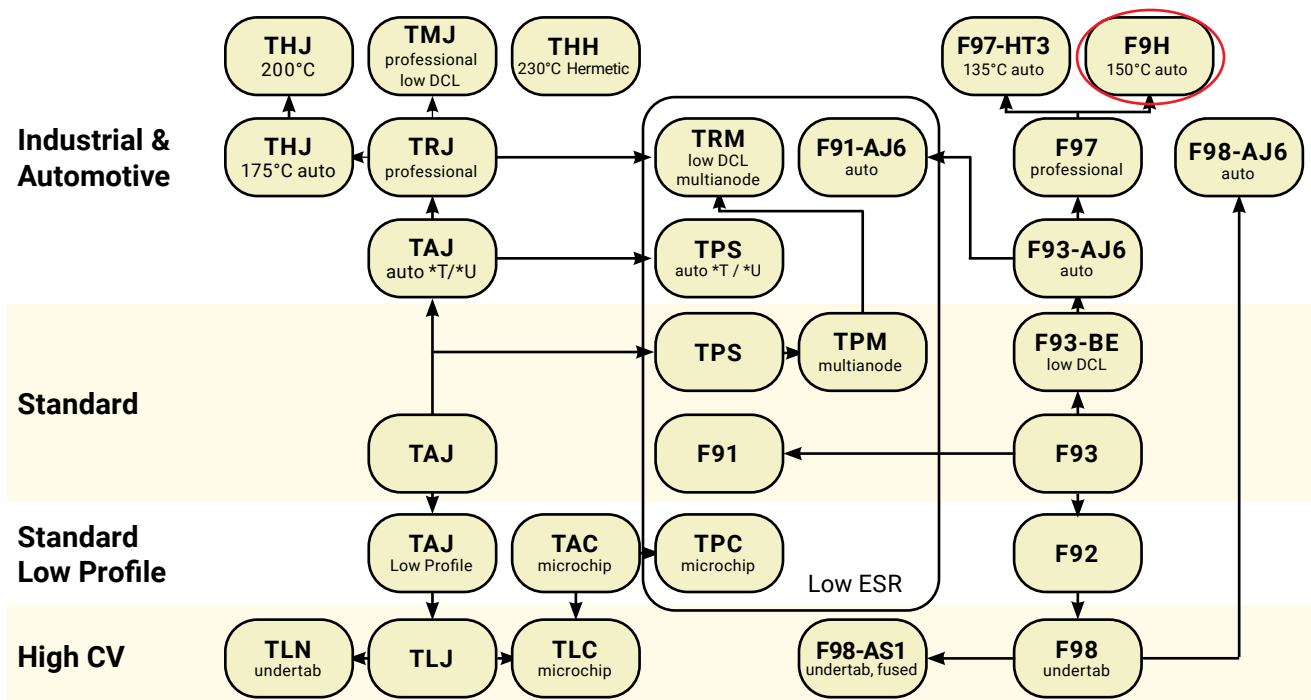 THJ
200°C
TMJ
professional
low DCL
THH
230°C Hermetic
F97-HT3
135°C auto
F9H
150°C auto
Industrial &
Automotive
THJ
175°C auto
TRJ
professional
TRM
low DCL
multianode
F91-AJ6
auto
F97
professional
F98-AJ6
auto
TAJ
auto *T/*U
TPS
auto *T / *U
F93-AJ6
auto
Standard
TPS
TPM
multianode
F93-BE
low DCL
TAJ
F91
F93
Standard
Low Profile
TAJ
Low Profile
TAC
microchip
TPC
microchip
Low ESR
F92
High CV
TLN
undertab
TLJ
TLC
microchip
F98-AS1
undertab, fused
F98
undertab